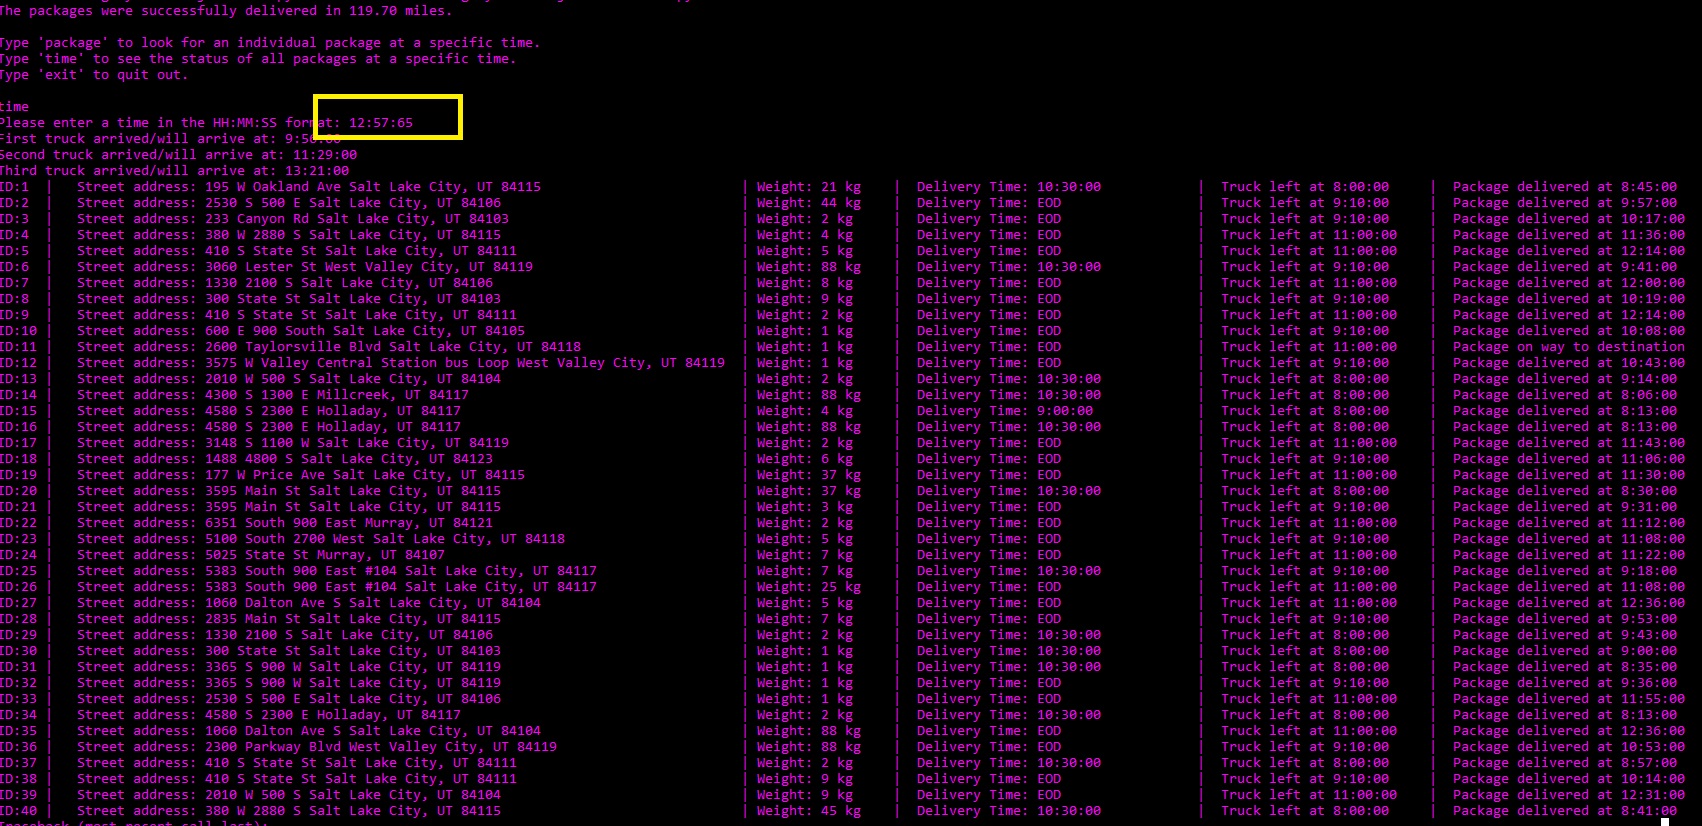 The packages were successfully delivered in 119.70 miles.
Type 'package' to look for an individual package at a specific time.
Type 'time' to see the status of all packages at a specific time.
Type 'exit' to quit out.
time
Please enter a time in the HH:MM:SS format: 12:57:65
First truck arrived/will arrive at: 9:56:00
Second truck arrived/will arrive at: 11:29:00
Third truck arrived/will arrive at: 13:21:00
ID:1 | Street address: 195 W Oakland Ave Salt Lake City, UT 84115 | Weight: 21 kg | Delivery Time: 10:30:00 | Truck left at 8:00:00 | Package delivered at 8:45:00
ID:2 | Street address: 2530 S 500 E Salt Lake City, UT 84106 | Weight: 44 kg | Delivery Time: EOD | Truck left at 9:10:00 | Package delivered at 9:57:00
ID:3 | Street address: 233 Canyon Rd Salt Lake City, UT 84103 | Weight: 2 kg | Delivery Time: EOD | Truck left at 9:10:00 | Package delivered at 10:17:00
ID:4 | Street address: 380 W 2880 S Salt Lake City, UT 84115 | Weight: 4 kg | Delivery Time: EOD | Truck left at 11:00:00 | Package delivered at 11:36:00
ID:5 | Street address: 410 S State St Salt Lake City, UT 84111 | Weight: 5 kg | Delivery Time: EOD | Truck left at 11:00:00 | Package delivered at 12:14:00
ID:6 | Street address: 3060 Lester St West Valley City, UT 84119 | Weight: 88 kg | Delivery Time: 10:30:00 | Truck left at 9:10:00 | Package delivered at 9:41:00
ID:7 | Street address: 1330 2100 S Salt Lake City, UT 84106 | Weight: 8 kg | Delivery Time: EOD | Truck left at 11:00:00 | Package delivered at 12:00:00
ID:8 | Street address: 300 State St Salt Lake City, UT 84103 | Weight: 9 kg | Delivery Time: EOD | Truck left at 9:10:00 | Package delivered at 10:19:00
ID:9 | Street address: 410 S State St Salt Lake City, UT 84111 | Weight: 2 kg | Delivery Time: EOD | Truck left at 11:00:00 | Package delivered at 12:14:00
ID:10 | Street address: 600 E 900 South Salt Lake City, UT 84105 | Weight: 1 kg | Delivery Time: EOD | Truck left at 9:10:00 | Package delivered at 10:08:00
ID:11 | Street address: 2600 Taylorsville Blvd Salt Lake City, UT 84118 | Weight: 1 kg | Delivery Time: EOD | Truck left at 11:00:00 | Package on way to destination
ID:12 | Street address: 3575 W Valley Central Station bus Loop West Valley City, UT 84119 | Weight: 1 kg | Delivery Time: EOD | Truck left at 9:10:00 | Package delivered at 10:43:00
ID:13 | Street address: 2010 W 500 S Salt Lake City, UT 84104 | Weight: 2 kg | Delivery Time: 10:30:00 | Truck left at 8:00:00 | Package delivered at 9:14:00
ID:14 | Street address: 4300 S 1300 E Millcreek, UT 84117 | Weight: 88 kg | Delivery Time: 10:30:00 | Truck left at 8:00:00 | Package delivered at 8:06:00
ID:15 | Street address: 4580 S 2300 E Holladay, UT 84117 | Weight: 4 kg | Delivery Time: 9:00:00 | Truck left at 8:00:00 | Package delivered at 8:13:00
ID:16 | Street address: 4580 S 2300 E Holladay, UT 84117 | Weight: 88 kg | Delivery Time: 10:30:00 | Truck left at 8:00:00 | Package delivered at 8:13:00
ID:17 | Street address: 3148 S 1100 W Salt Lake City, UT 84119 | Weight: 2 kg | Delivery Time: EOD | Truck left at 11:00:00 | Package delivered at 11:43:00
ID:18 | Street address: 1488 4800 S Salt Lake City, UT 84123 | Weight: 6 kg | Delivery Time: EOD | Truck left at 9:10:00 | Package delivered at 11:06:00
ID:19 | Street address: 177 W Price Ave Salt Lake City, UT 84115 | Weight: 37 kg | Delivery Time: EOD | Truck left at 11:00:00 | Package delivered at 11:30:00
ID:20 | Street address: 3595 Main St Salt Lake City, UT 84115 | Weight: 37 kg | Delivery Time: 10:30:00 | Truck left at 8:00:00 | Package delivered at 8:30:00
ID:21 | Street address: 3595 Main St Salt Lake City, UT 84115 | Weight: 3 kg | Delivery Time: EOD | Truck left at 9:10:00 | Package delivered at 9:31:00
ID:22 | Street address: 6351 South 900 East Murray, UT 84121 | Weight: 2 kg | Delivery Time: EOD | Truck left at 11:00:00 | Package delivered at 11:12:00
ID:23 | Street address: 5100 South 2700 West Salt Lake City, UT 84118 | Weight: 5 kg | Delivery Time: EOD | Truck left at 9:10:00 | Package delivered at 11:08:00
ID:24 | Street address: 5025 State St Murray, UT 84107 | Weight: 7 kg | Delivery Time: EOD | Truck left at 11:00:00 | Package delivered at 11:22:00
ID:25 | Street address: 5383 South 900 East #104 Salt Lake City, UT 84117 | Weight: 7 kg | Delivery Time: 10:30:00 | Truck left at 9:10:00 | Package delivered at 9:18:00
ID:26 | Street address: 5383 South 900 East #104 Salt Lake City, UT 84117 | Weight: 25 kg | Delivery Time: EOD | Truck left at 11:00:00 | Package delivered at 11:08:00
ID:27 | Street address: 1060 Dalton Ave S Salt Lake City, UT 84104 | Weight: 5 kg | Delivery Time: EOD | Truck left at 11:00:00 | Package delivered at 12:36:00
ID:28 | Street address: 2835 Main St Salt Lake City, UT 84115 | Weight: 7 kg | Delivery Time: EOD | Truck left at 9:10:00 | Package delivered at 9:53:00
ID:29 | Street address: 1330 2100 S Salt Lake City, UT 84106 | Weight: 2 kg | Delivery Time: 10:30:00 | Truck left at 8:00:00 | Package delivered at 9:43:00
ID:30 | Street address: 300 State St Salt Lake City, UT 84103 | Weight: 1 kg | Delivery Time: 10:30:00 | Truck left at 8:00:00 | Package delivered at 9:00:00
ID:31 | Street address: 3365 S 900 W Salt Lake City, UT 84119 | Weight: 1 kg | Delivery Time: 10:30:00 | Truck left at 8:00:00 | Package delivered at 8:35:00
ID:32 | Street address: 3365 S 900 W Salt Lake City, UT 84119 | Weight: 1 kg | Delivery Time: EOD | Truck left at 9:10:00 | Package delivered at 9:36:00
ID:33 | Street address: 2530 S 500 E Salt Lake City, UT 84106 | Weight: 1 kg | Delivery Time: EOD | Truck left at 11:00:00 | Package delivered at 11:55:00
ID:34 | Street address: 4580 S 2300 E Holladay, UT 84117 | Weight: 2 kg | Delivery Time: 10:30:00 | Truck left at 8:00:00 | Package delivered at 8:13:00
ID:35 | Street address: 1060 Dalton Ave S Salt Lake City, UT 84104 | Weight: 88 kg | Delivery Time: EOD | Truck left at 11:00:00 | Package delivered at 12:36:00
ID:36 | Street address: 2300 Parkway Blvd West Valley City, UT 84119 | Weight: 88 kg | Delivery Time: EOD | Truck left at 9:10:00 | Package delivered at 10:53:00
ID:37 | Street address: 410 S State St Salt Lake City, UT 84111 | Weight: 2 kg | Delivery Time: 10:30:00 | Truck left at 8:00:00 | Package delivered at 8:57:00
ID:38 | Street address: 410 S State St Salt Lake City, UT 84111 | Weight: 9 kg | Delivery Time: EOD | Truck left at 9:10:00 | Package delivered at 10:14:00
ID:39 | Street address: 2010 W 500 S Salt Lake City, UT 84104 | Weight: 9 kg | Delivery Time: EOD | Truck left at 11:00:00 | Package delivered at 12:31:00
ID:40 | Street address: 380 W 2880 S Salt Lake City, UT 84115 | Weight: 45 kg | Delivery Time: 10:30:00 | Truck left at 8:00:00 | Package delivered at 8:41:00
Traceback (most recent call last):